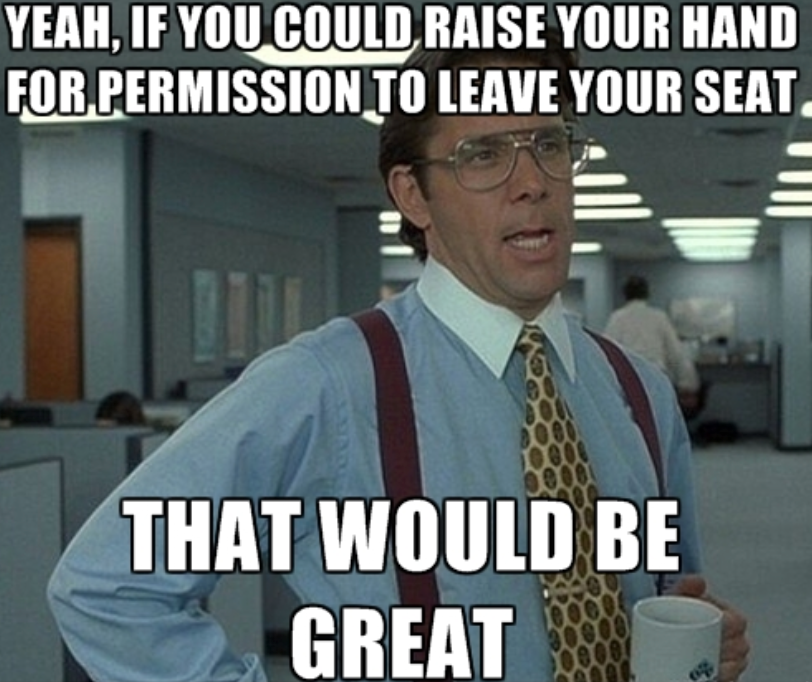 YEAH, IF YOU COULD RAISE YOUR HAND
FOR PERMISSION TO LEAVE YOUR SEAT
THAT WOULD BE
GREAT